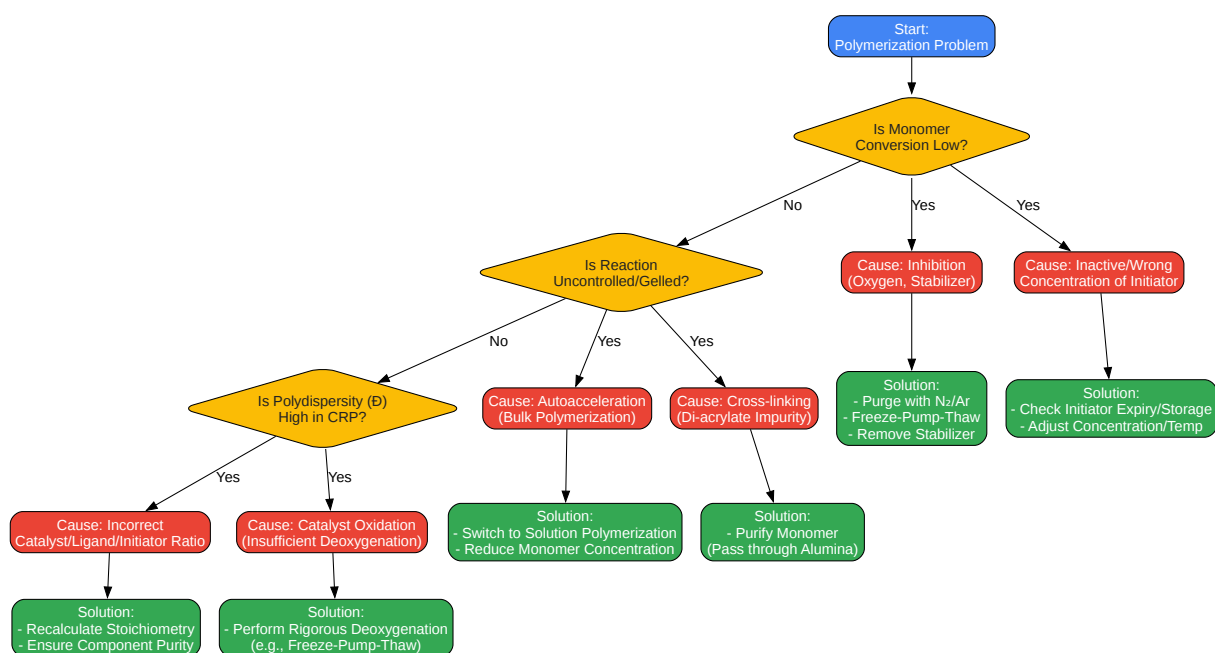 Start:
Polymerization Problem
Is Monomer
Conversion Low?
No
Yes
Yes
Is Reaction
Uncontrolled/Gelled?
Cause: Inhibition
(Oxygen, Stabilizer)
Cause: Inactive/Wrong
Concentration of Initiator
No
Yes
Yes
Solution:
- Purge with N₂/Ar
- Freeze-Pump-Thaw
- Remove Stabilizer
Solution:
- Check Initiator Expiry/Storage
- Adjust Concentration/Temp
Is Polydispersity (Đ)
High in CRP?
Cause: Autoacceleration
(Bulk Polymerization)
Cause: Cross-linking
(Di-acrylate Impurity)
Yes
Yes
Cause: Incorrect
Catalyst/Ligand/Initiator Ratio
Cause: Catalyst Oxidation
(Insufficient Deoxygenation)
Solution:
- Switch to Solution Polymerization
- Reduce Monomer Concentration
Solution:
- Purify Monomer
(Pass through Alumina)
Solution:
- Recalculate Stoichiometry
- Ensure Component Purity
Solution:
- Perform Rigorous Deoxygenation
(e.g., Freeze-Pump-Thaw)